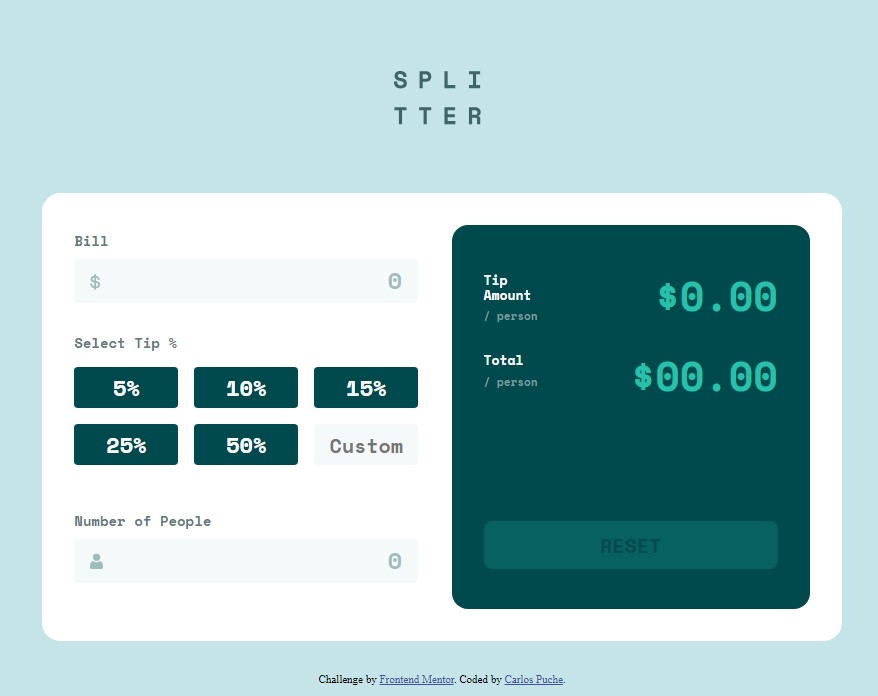 SPLI
TTER
Bill
$ 0
Select Tip %
5% 10% 15%
25% 50% Custom
Number of People
0
Tip
Amount
/ person
$0.00
Total
/ person
$00.00
RESET
Challenge by Frontend Mentor. Coded by Carlos Puche.